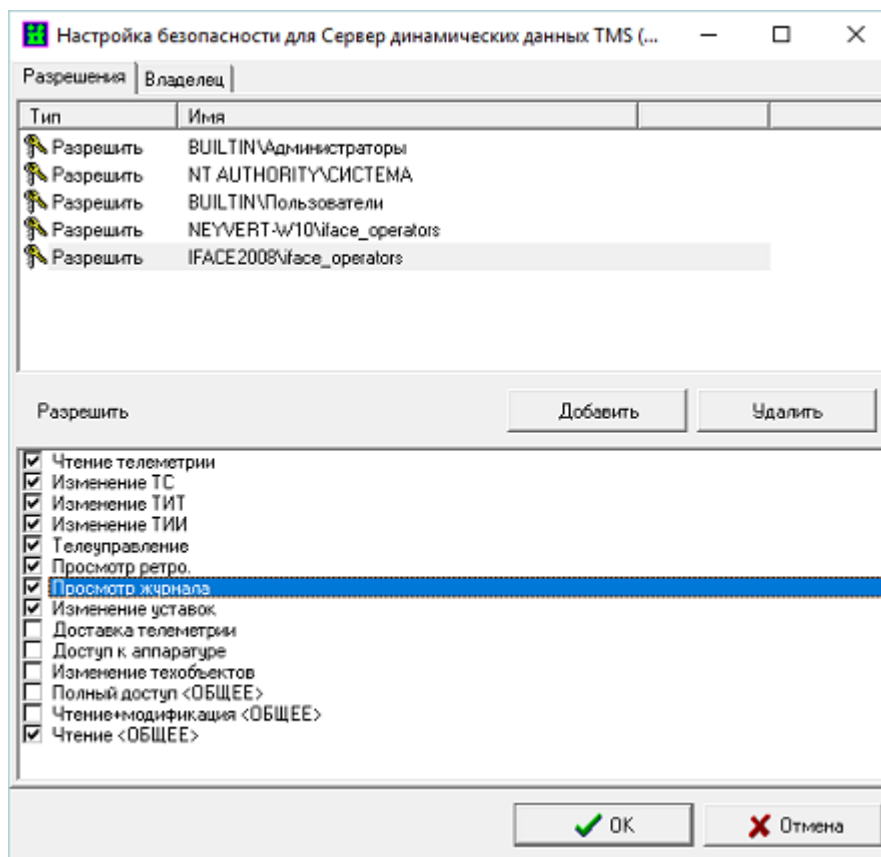 Настройка безопасности для Сервер динамических данных TMS (...
Разрешения Владелец
Тип Имя
Разрешить BUILTIN\Администраторы
Разрешить NT AUTHORITY\СИСТЕМА
Разрешить BUILTIN\Пользователи
Разрешить NEYVERT-W10\iface_operators
Разрешить IFACE2008\iface_operators
Разрешить Добавить Удалить
Чтение телеметрии
Изменение ТС
Изменение ТИТ
Изменение ТИИ
Телеуправление
Просмотр ретро.
Просмотр журнала
Изменение уставок
Доставка телеметрии
Доступ к аппаратуре
Изменение техобъектов
Полный доступ <ОБЩЕЕ>
Чтение+модификация <ОБЩЕЕ>
Чтение <ОБЩЕЕ>
OK Отмена